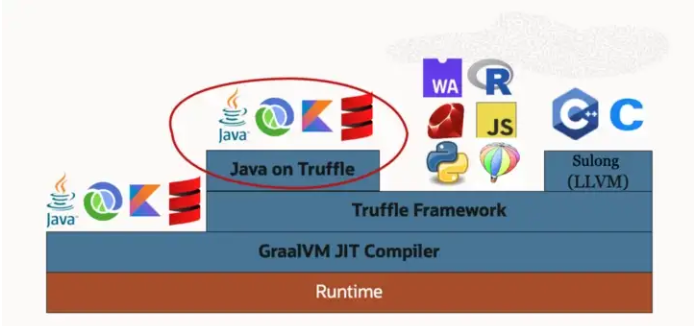 WA
R
Java
JS
C++
C
Java on Truffle
Sulong
(LLVM)
Java
Truffle Framework
GraalVM JIT Compiler
Runtime